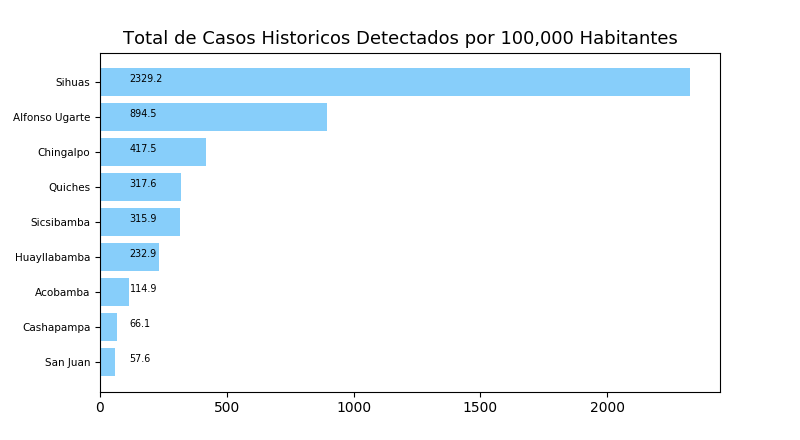 Total de Casos Historicos Detectados por 100,000 Habitantes
Sihuas 2329.2
Alfonso Ugarte 894.5
Chingalpo 417.5
Quiches 317.6
Sicsibamba 315.9
Huayllabamba 232.9
Acobamba 114.9
Cashapampa 66.1
San Juan 57.6
0 500 1000 1500 2000